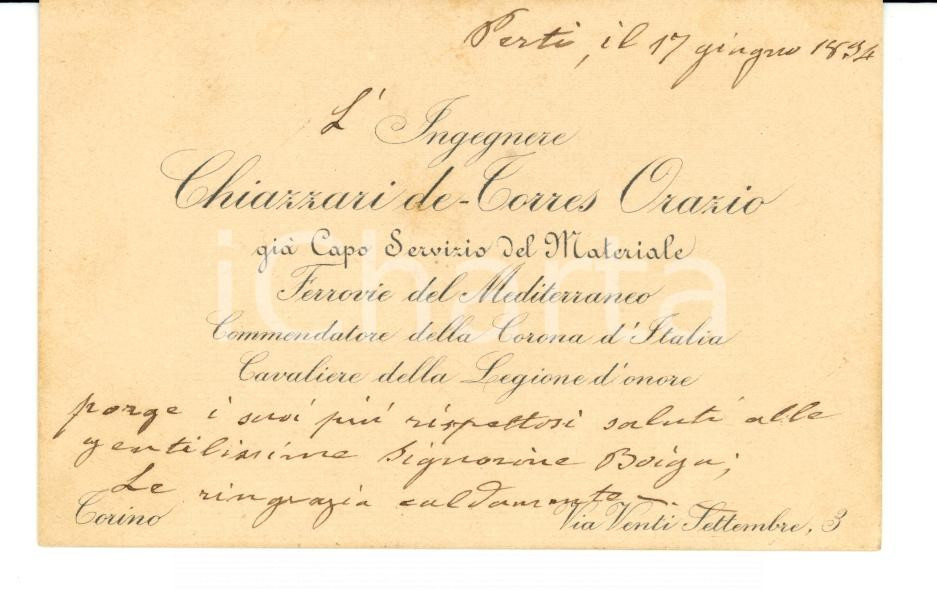 Perti, il 17 giugno 1894
L' Ingegnere
Chiazzari de-Torres Orazio
già Capo Servizio del Materiale
Ferrovie del Mediterraneo
Commendatore della Corona d'Italia
Cavaliere della Legione d'onore
porge i suoi più rispettosi saluti alle
gentilissime Signorine
Le ringrazia caldamente
Torino Via Venti Settembre, 3
iCharta